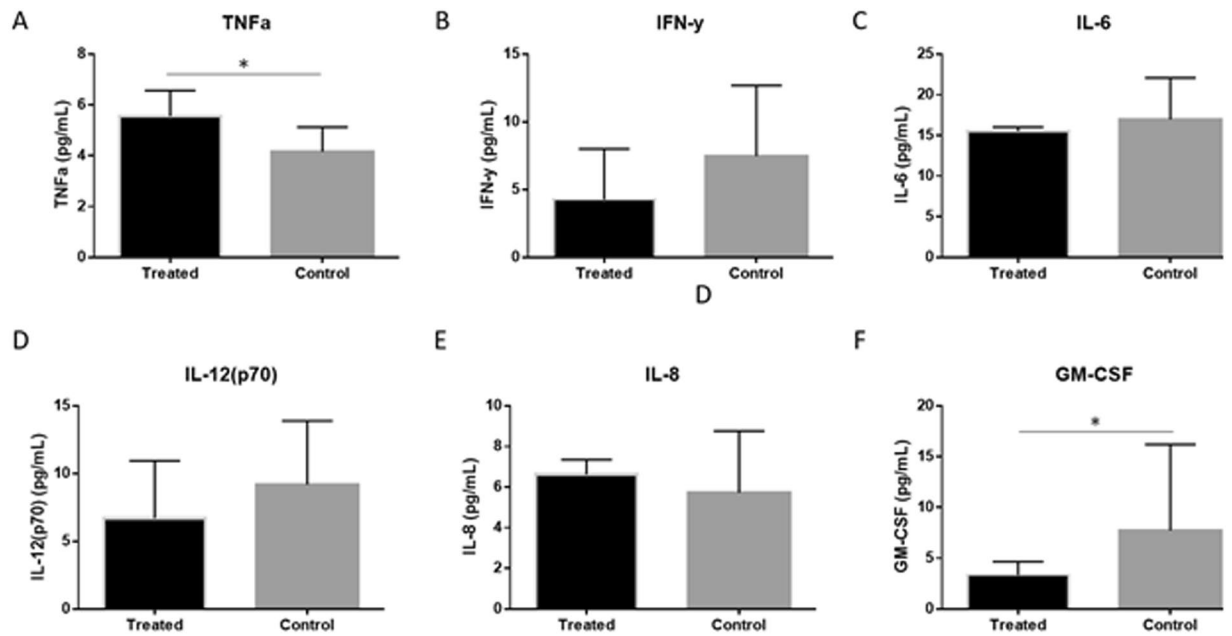 A
TNFa
TNFa (pg/mL)
8
6
4
2
0
*
Treated
Control
B
IFN-y
IFN-y (pg/mL)
15
10
5
0
Treated
Control
C
IL-6
IL-6 (pg/mL)
25
20
15
10
5
0
Treated
Control
D
D
IL-12(p70)
IL-12(p70) (pg/mL)
15
10
5
0
Treated
Control
E
IL-8
IL-8 (pg/mL)
10
8
6
4
2
0
Treated
Control
F
GM-CSF
GM-CSF (pg/mL)
20
15
10
5
0
*
Treated
Control